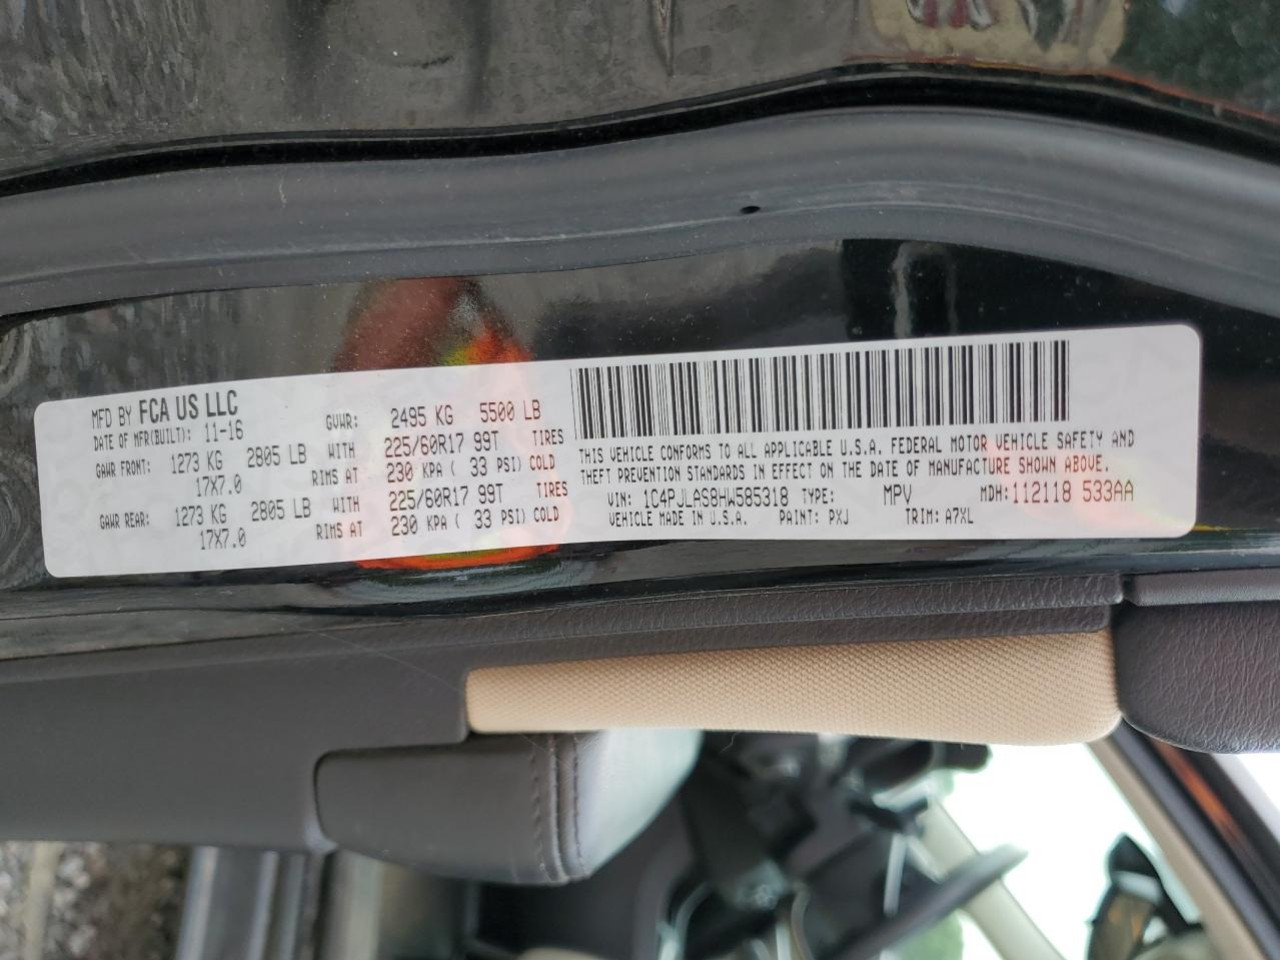 MFD BY FCA US LLC
DATE OF MFR(BUILT): 11-16
GVWR: 2495 KG 5500 LB
GAWR FRONT: 1273 KG 2805 LB WITH 225/60R17 99T TIRES
17X7.0 RIMS AT 230 KPA ( 33 PSI) COLD
GAWR REAR: 1273 KG 2805 LB WITH 225/60R17 99T TIRES
17X7.0 RIMS AT 230 KPA ( 33 PSI) COLD
THIS VEHICLE CONFORMS TO ALL APPLICABLE U.S.A. FEDERAL MOTOR VEHICLE SAFETY AND
THEFT PREVENTION STANDARDS IN EFFECT ON THE DATE OF MANUFACTURE SHOWN ABOVE.
VIN: 1C4PJLAS8HW585318 TYPE: MPV MDH: 112118 533AA
VEHICLE MADE IN U.S.A. PAINT: PXJ TRIM: A7XL